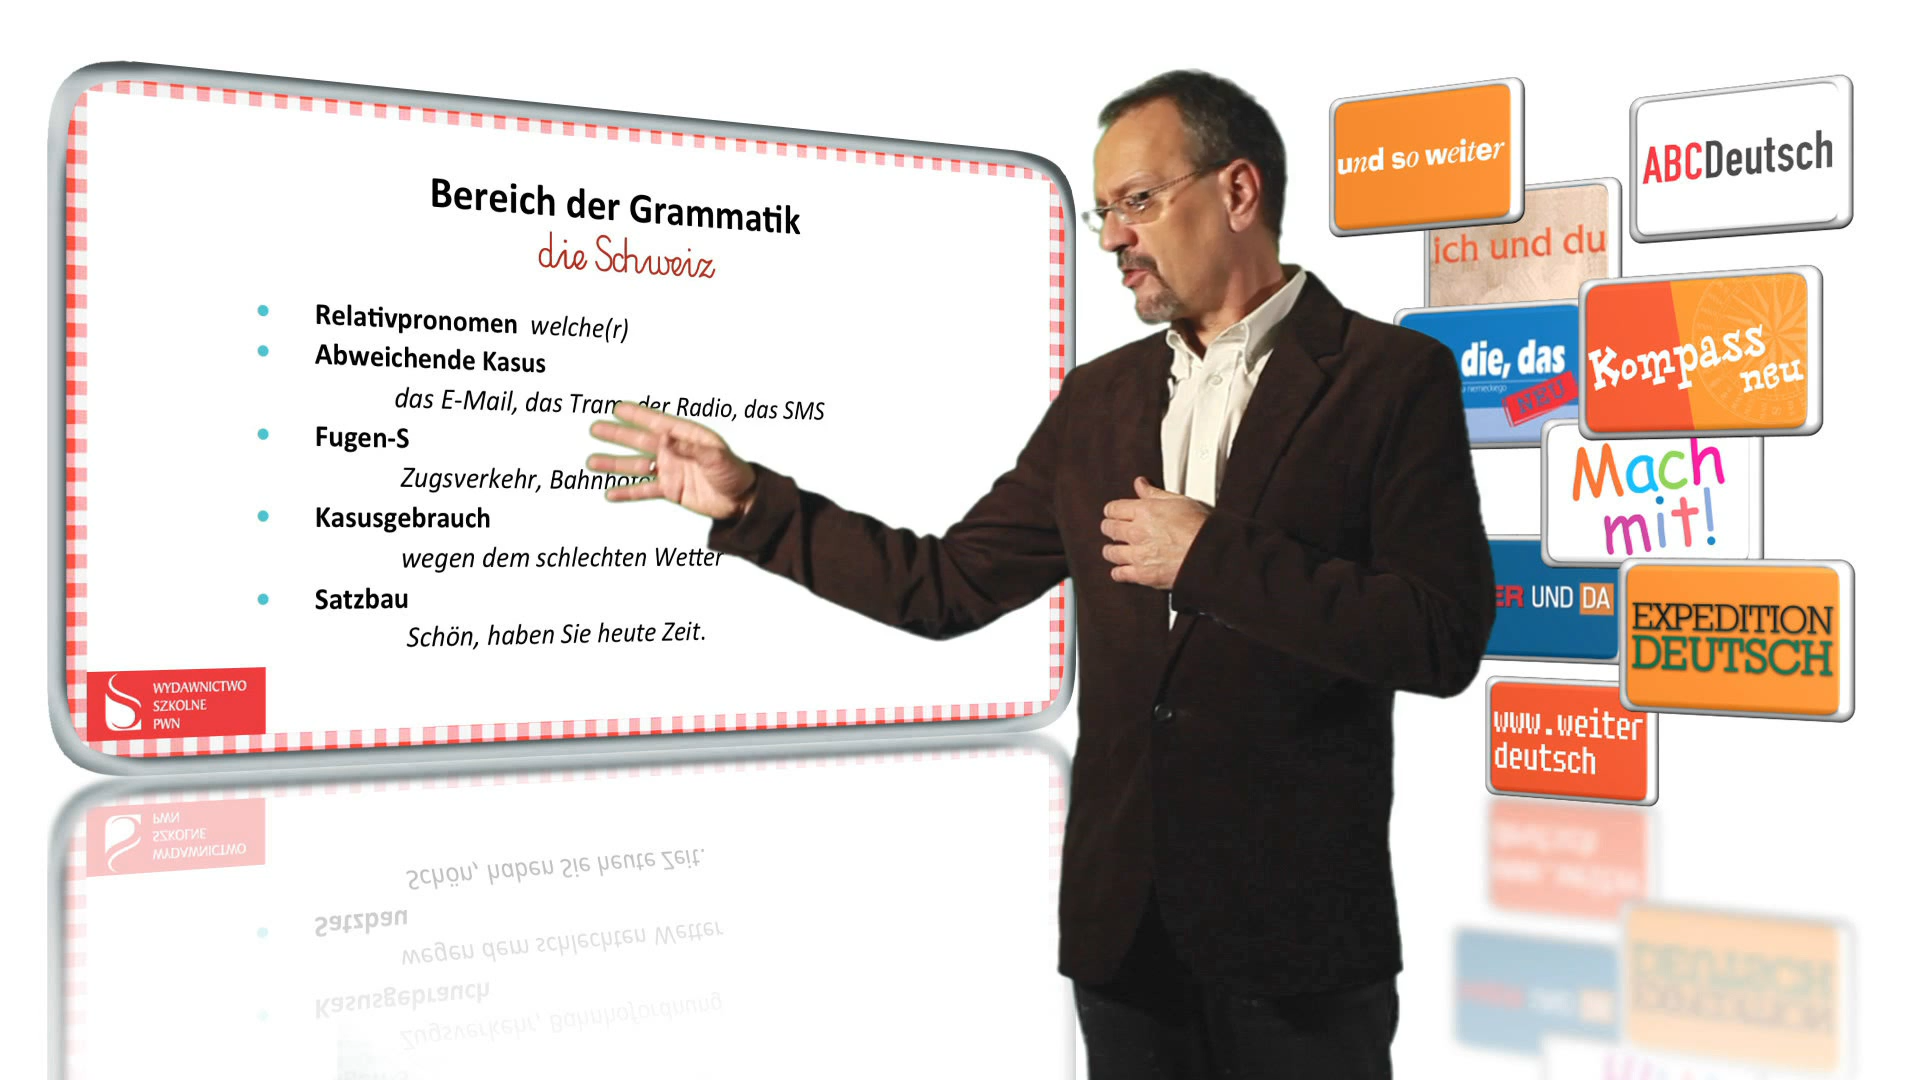 Bereich der Grammatik
die Schweiz
• Relativpronomen welche(r)
• Abweichende Kasus
das E-Mail, das Tram, der Radio, das SMS
• Fugen-S
Zugsverkehr, Bahnhofordnung
• Kasusgebrauch
wegen dem schlechten Wetter
• Satzbau
Schön, haben Sie heute Zeit.
WYDAWNICTWO
SZKOLNE
PWN
und so weiter
ABCDeutsch
ich und du
die, das
NEU
Kompass
neu
Mach
mit!
UND DA
EXPEDITION
DEUTSCH
www.weiter
deutsch